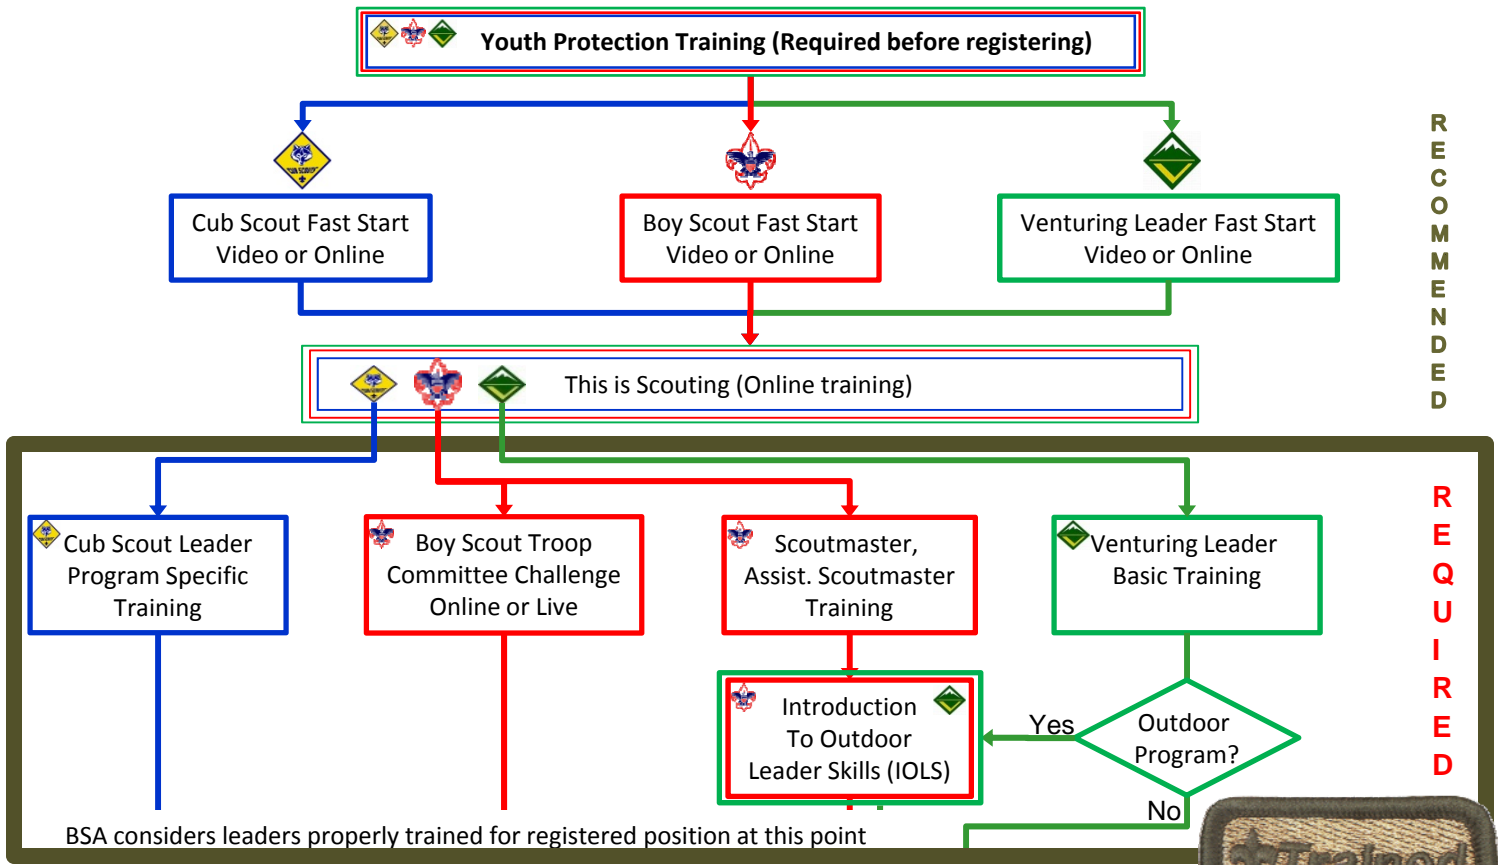 Youth Protection Training (Required before registering)
Cub Scout Fast Start
Video or Online
Boy Scout Fast Start
Video or Online
Venturing Leader Fast Start
Video or Online
RECOMMENDED
This is Scouting (Online training)
REQUIRED
Cub Scout Leader
Program Specific
Training
Boy Scout Troop
Committee Challenge
Online or Live
Scoutmaster,
Assist. Scoutmaster
Training
Venturing Leader
Basic Training
Introduction
To Outdoor
Leader Skills (IOLS)
Yes
Outdoor
Program?
No
BSA considers leaders properly trained for registered position at this point
Trained